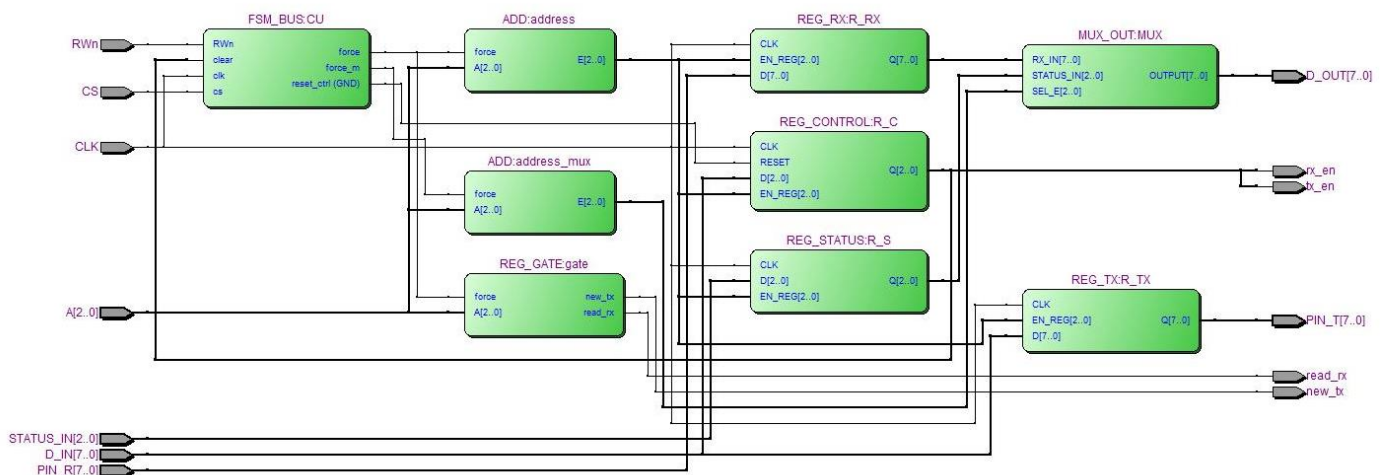 FSM_BUS:CU
RWn
clear
clk
cs
force
force_m
reset_ctrl (GND)
ADD:address
force
A[2..0]
E[2..0]
REG_RX:R_RX
CLK
EN_REG[2..0]
D[7..0]
Q[7..0]
MUX_OUT:MUX
RX_IN[7..0]
STATUS_IN[2..0]
SEL_E[2..0]
OUTPUT[7..0]
RWn
CS
CLK
A[2..0]
STATUS_IN[2..0]
D_IN[7..0]
PIN_R[7..0]
ADD:address_mux
force
A[2..0]
E[2..0]
REG_CONTROL:R_C
CLK
RESET
D[2..0]
EN_REG[2..0]
Q[2..0]
REG_GATE:gate
force
A[2..0]
new_tx
read_rx
REG_STATUS:R_S
CLK
D[2..0]
EN_REG[2..0]
Q[2..0]
REG_TX:R_TX
CLK
EN_REG[2..0]
D[7..0]
Q[7..0]
D_OUT[7..0]
rx_en
tx_en
PIN_T[7..0]
read_rx
new_tx